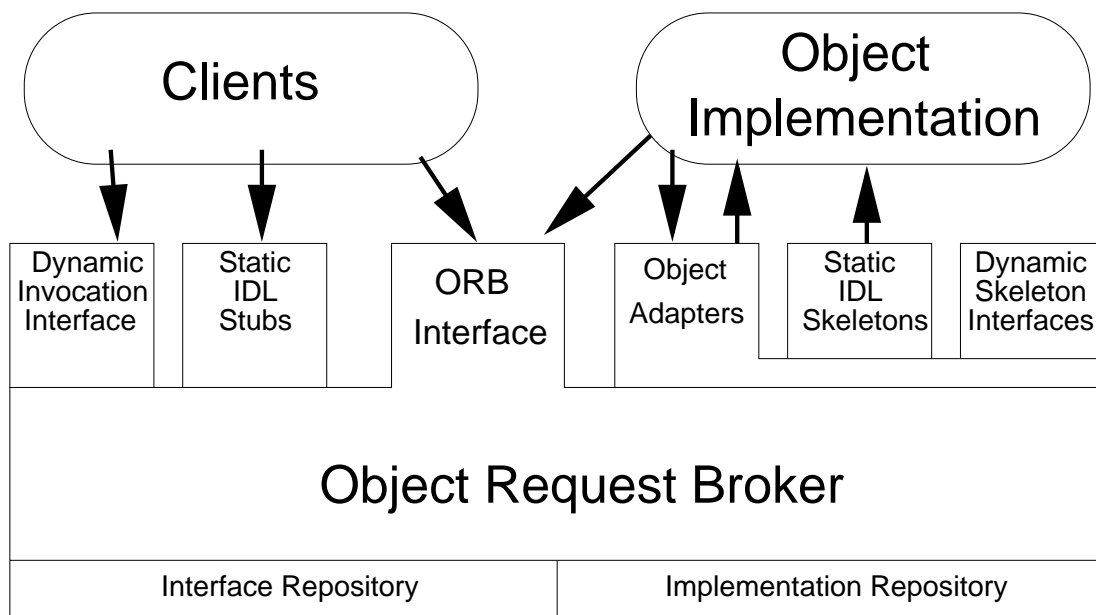 Clients
Object
Implementation
Dynamic
Invocation
Interface
Static
IDL
Stubs
ORB
Interface
Object
Adapters
Static
IDL
Skeletons
Dynamic
Skeleton
Interfaces
Object Request Broker
Interface Repository
Implementation Repository